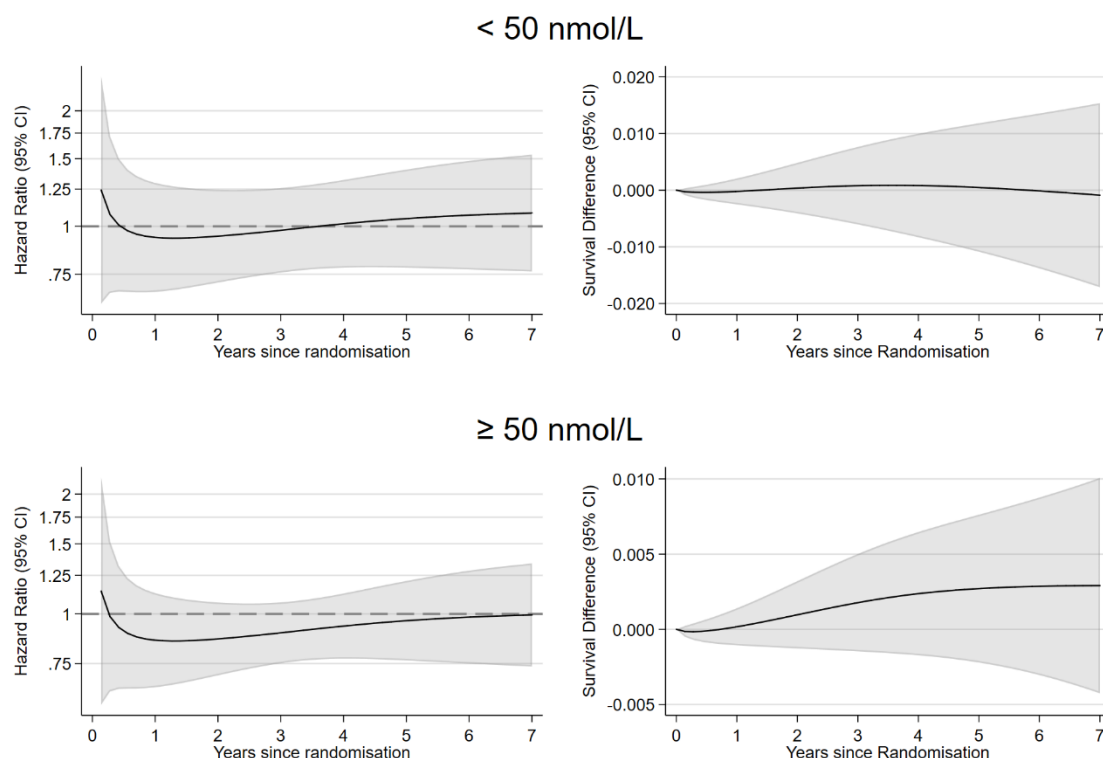 < 50 nmol/L
Hazard Ratio (95% CI)
2
1.75
1.5
1.25
1
.75
0 1 2 3 4 5 6 7
Years since randomisation
Survival Difference (95% CI)
0.020
0.010
0.000
-0.010
-0.020
0 1 2 3 4 5 6 7
Years since Randomisation
≥ 50 nmol/L
Hazard Ratio (95% CI)
2
1.75
1.5
1.25
1
.75
0 1 2 3 4 5 6 7
Years since randomisation
Survival Difference (95% CI)
0.010
0.005
0.000
-0.005
0 1 2 3 4 5 6 7
Years since Randomisation